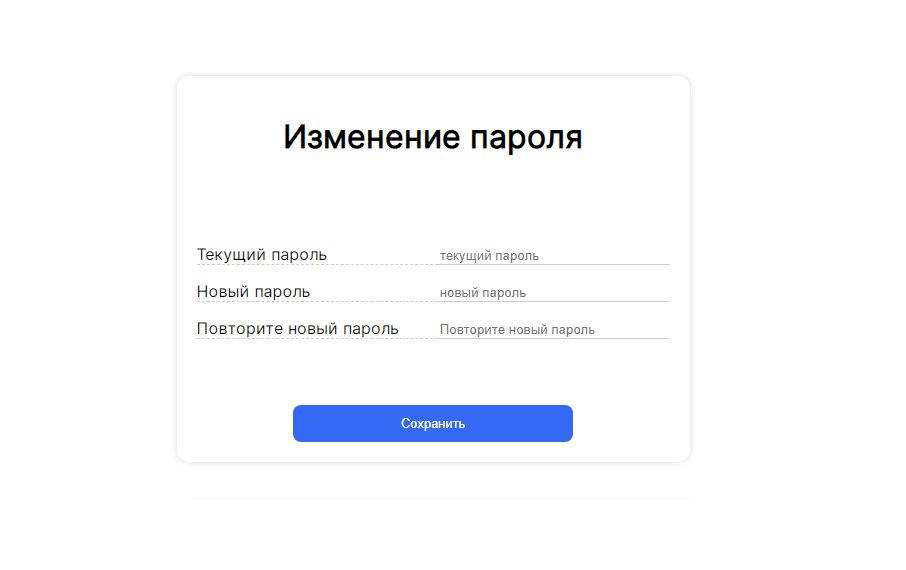 Изменение пароля
Текущий пароль текущий пароль
Новый пароль новый пароль
Повторите новый пароль Повторите новый пароль
Сохранить